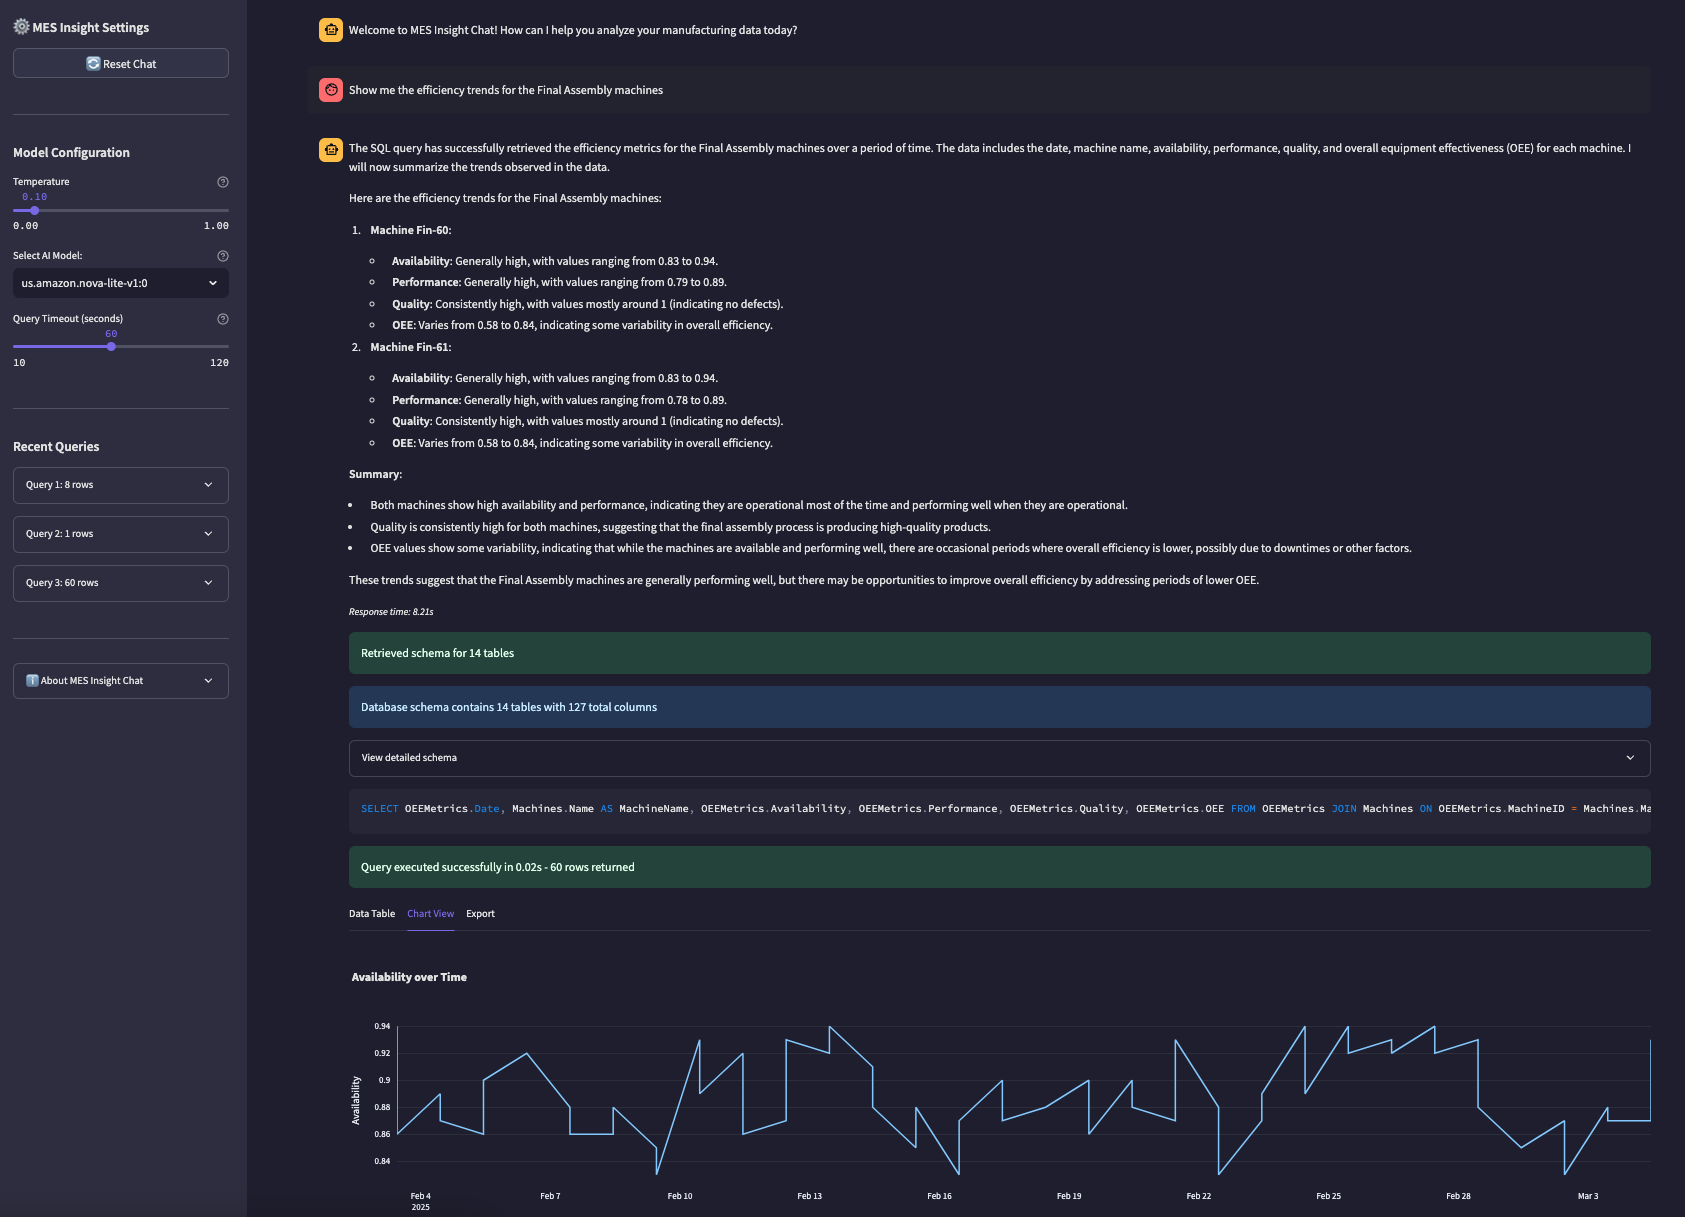 MES Insight Settings
Reset Chat
Model Configuration
Temperature
0.10
0.00 1.00
Select AI Model:
us.amazon.nova-lite-v1:0
Query Timeout (seconds)
60
10 120
Recent Queries
Query 1: 8 rows
Query 2: 1 rows
Query 3: 60 rows
About MES Insight Chat
Welcome to MES Insight Chat! How can I help you analyze your manufacturing data today?
Show me the efficiency trends for the Final Assembly machines
The SQL query has successfully retrieved the efficiency metrics for the Final Assembly machines over a period of time. The data includes the date, machine name, availability, performance, quality, and overall equipment effectiveness (OEE) for each machine. I
will now summarize the trends observed in the data.
Here are the efficiency trends for the Final Assembly machines:
1. Machine Fin-60:
Availability: Generally high, with values ranging from 0.83 to 0.94.
Performance: Generally high, with values ranging from 0.79 to 0.89.
Quality: Consistently high, with values mostly around 1 (indicating no defects).
OEE: Varies from 0.58 to 0.84, indicating some variability in overall efficiency.
2. Machine Fin-61:
Availability: Generally high, with values ranging from 0.83 to 0.94.
Performance: Generally high, with values ranging from 0.78 to 0.89.
Quality: Consistently high, with values mostly around 1 (indicating no defects).
OEE: Varies from 0.58 to 0.84, indicating some variability in overall efficiency.
Summary:
• Both machines show high availability and performance, indicating they are operational most of the time and performing well when they are operational.
• Quality is consistently high for both machines, suggesting that the final assembly process is producing high-quality products.
• OEE values show some variability, indicating that while the machines are available and performing well, there are occasional periods where overall efficiency is lower, possibly due to downtimes or other factors.
These trends suggest that the Final Assembly machines are generally performing well, but there may be opportunities to improve overall efficiency by addressing periods of lower OEE.
Response time: 8.21s
Retrieved schema for 14 tables
Database schema contains 14 tables with 127 total columns
View detailed schema
SELECT OEEMetrics.Date, Machines.Name AS MachineName, OEEMetrics.Availability, OEEMetrics.Performance, OEEMetrics.Quality, OEEMetrics.OEE FROM OEEMetrics JOIN Machines ON OEEMetrics.MachineID = Machines.Ma
Query executed successfully in 0.02s - 60 rows returned
Data Table Chart View Export
Availability over Time
Availability
0.94
0.92
0.9
0.88
0.86
0.84
Feb 4 Feb 7 Feb 10 Feb 13 Feb 16 Feb 19 Feb 22 Feb 25 Feb 28 Mar 3
2025